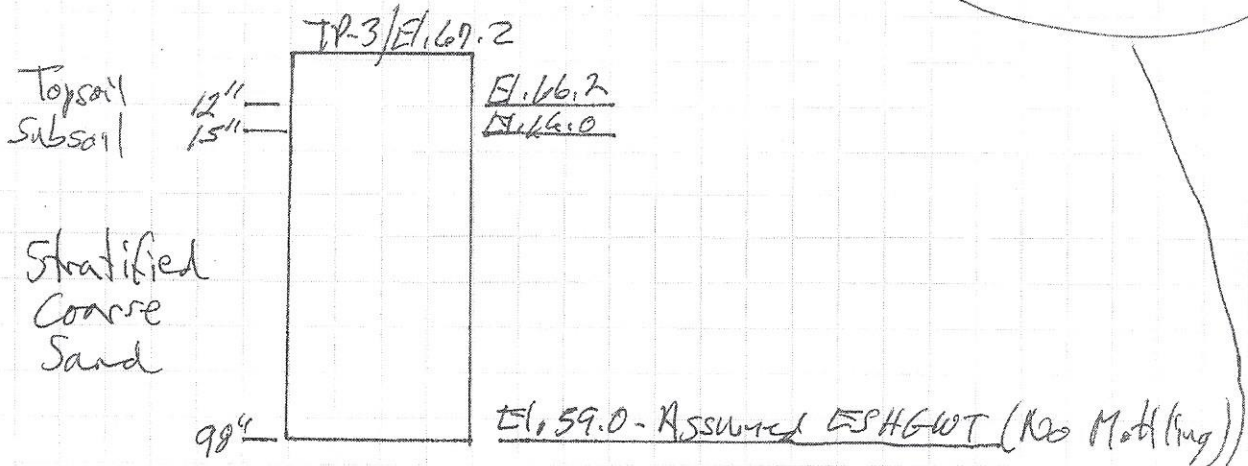 TP-3/El.67.2
Topsoil 12" El.66.2
Subsoil 15" El.66.0
Stratified
Coarse
Sand
98" El.59.0-Assumed ESHGWT (No Mottling)